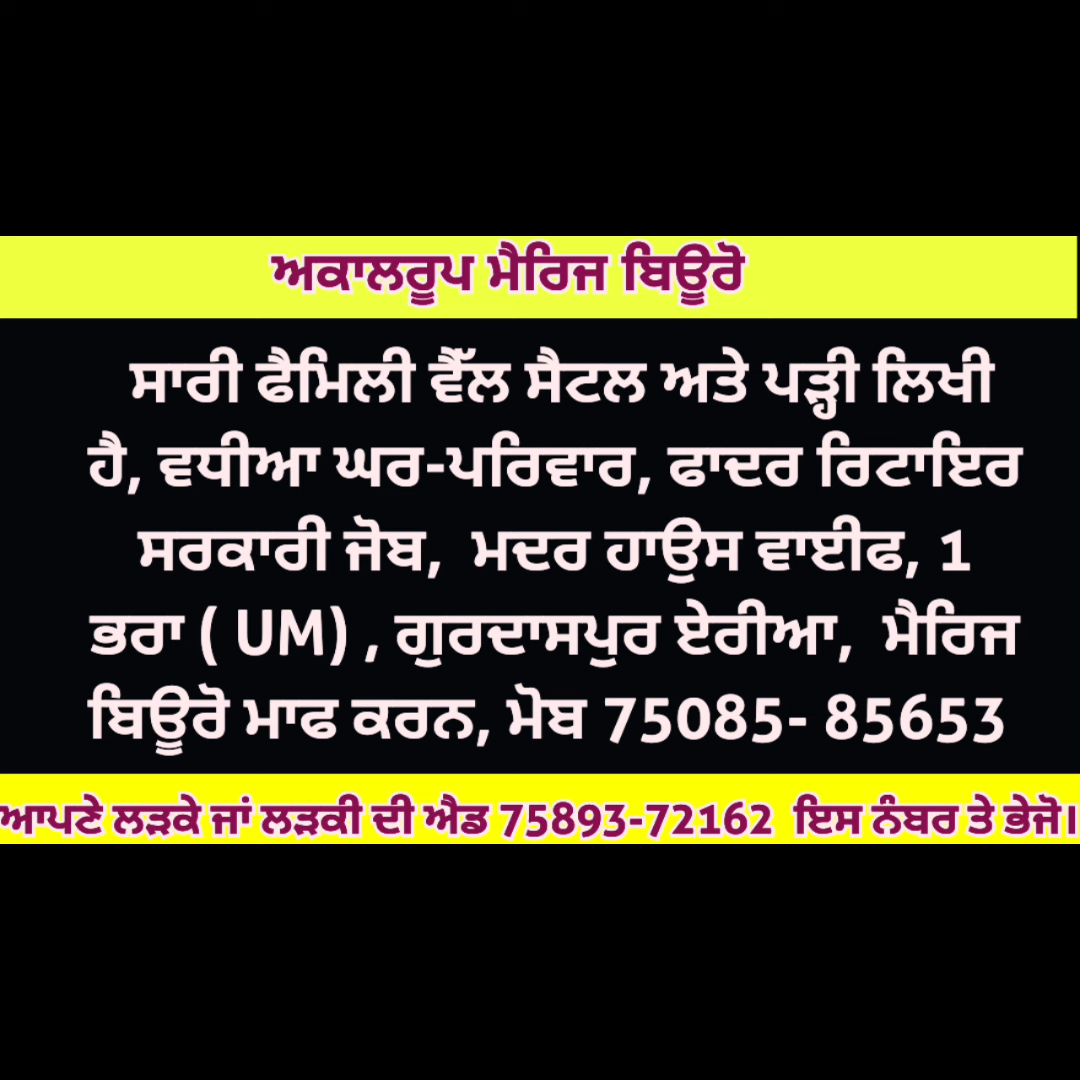 ਅਕਾਲਰੂਪ ਮੈਰਿਜ ਬਿਊਰੋ
ਸਾਰੀ ਫੈਮਿਲੀ ਵੈੱਲ ਸੈਟਲ ਅਤੇ ਪੜ੍ਹੀ ਲਿਖੀ
ਹੈ, ਵਧੀਆ ਘਰ-ਪਰਿਵਾਰ, ਫਾਦਰ ਰਿਟਾਇਰ
ਸਰਕਾਰੀ ਜੋਬ, ਮਦਰ ਹਾਉਸ ਵਾਈਫ, 1
ਭਰਾ ( UM) , ਗੁਰਦਾਸਪੁਰ ਏਰੀਆ, ਮੈਰਿਜ
ਬਿਊਰੋ ਮਾਫ ਕਰਨ, ਮੋਬ 75085- 85653
ਆਪਣੇ ਲੜਕੇ ਜਾਂ ਲੜਕੀ ਦੀ ਐਡ 75893-72162 ਇਸ ਨੰਬਰ ਤੇ ਭੇਜੋ।